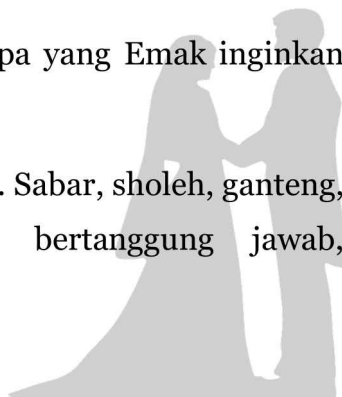 pa yang Emak inginkan
. Sabar, sholeh, ganteng,
bertanggung jawab,